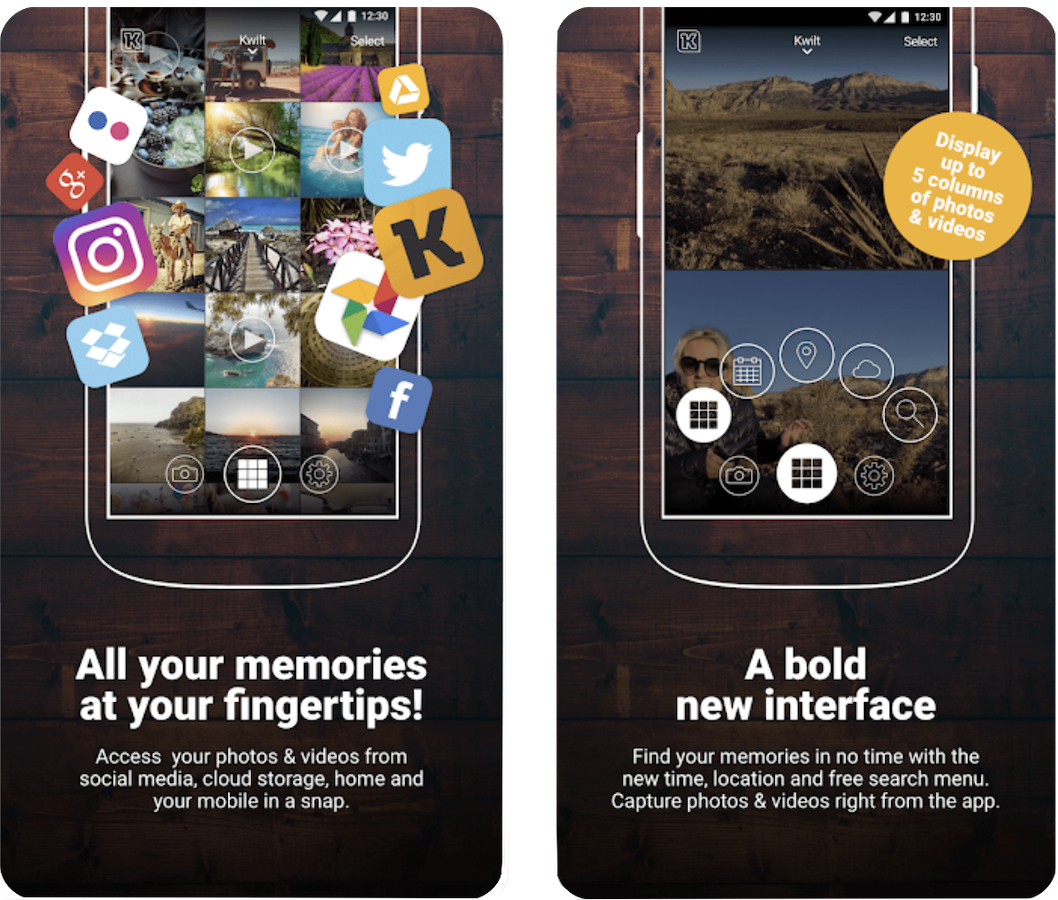 12:30
K
Kwilt
Select
g+
K
f
All your memories
at your fingertips!
Access  your photos & videos from
social media, cloud storage, home and
your mobile in a snap.
12:30
K
Kwilt
Select
Display
up to
5 columns
of photos
& videos
A bold
new interface
Find your memories in no time with the
new time, location and free search menu.
Capture photos & videos right from the app.